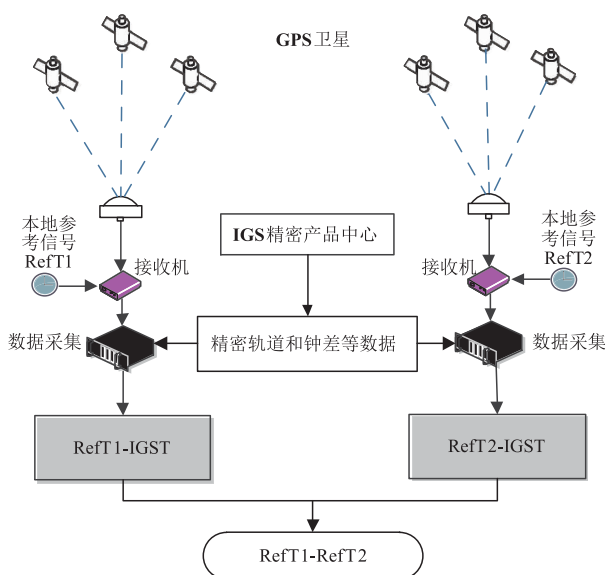 GPS卫星
本地参
考信号
RefT1
接收机
IGS精密产品中心
本地参
考信号
RefT2
接收机
数据采集
精密轨道和钟差等数据
数据采集
RefT1-IGST
RefT2-IGST
RefT1-RefT2